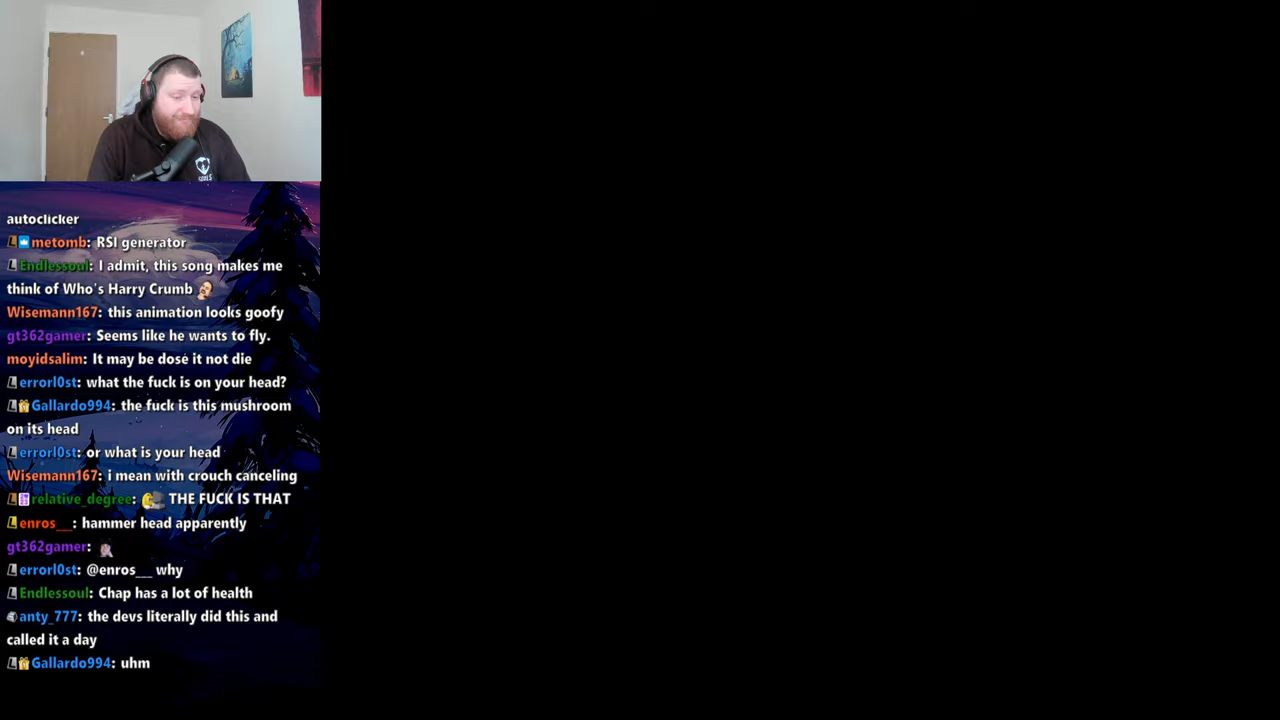 autoclicker
metomb: RSI generator
Endlessoul: I admit, this song makes me
think of Who's Harry Crumb
Wisemann167: this animation looks goofy
gt362gamer: Seems like he wants to fly.
moyidsalim: It may be dose it not die
errorl0st: what the fuck is on your head?
Gallardo994: the fuck is this mushroom
on its head
errorl0st: or what is your head
Wisemann167: i mean with crouch canceling
relative_degree: THE FUCK IS THAT
enros___: hammer head apparently
gt362gamer:
errorl0st: @enros___ why
Endlessoul: Chap has a lot of health
anty_777: the devs literally did this and
called it a day
Gallardo994: uhm